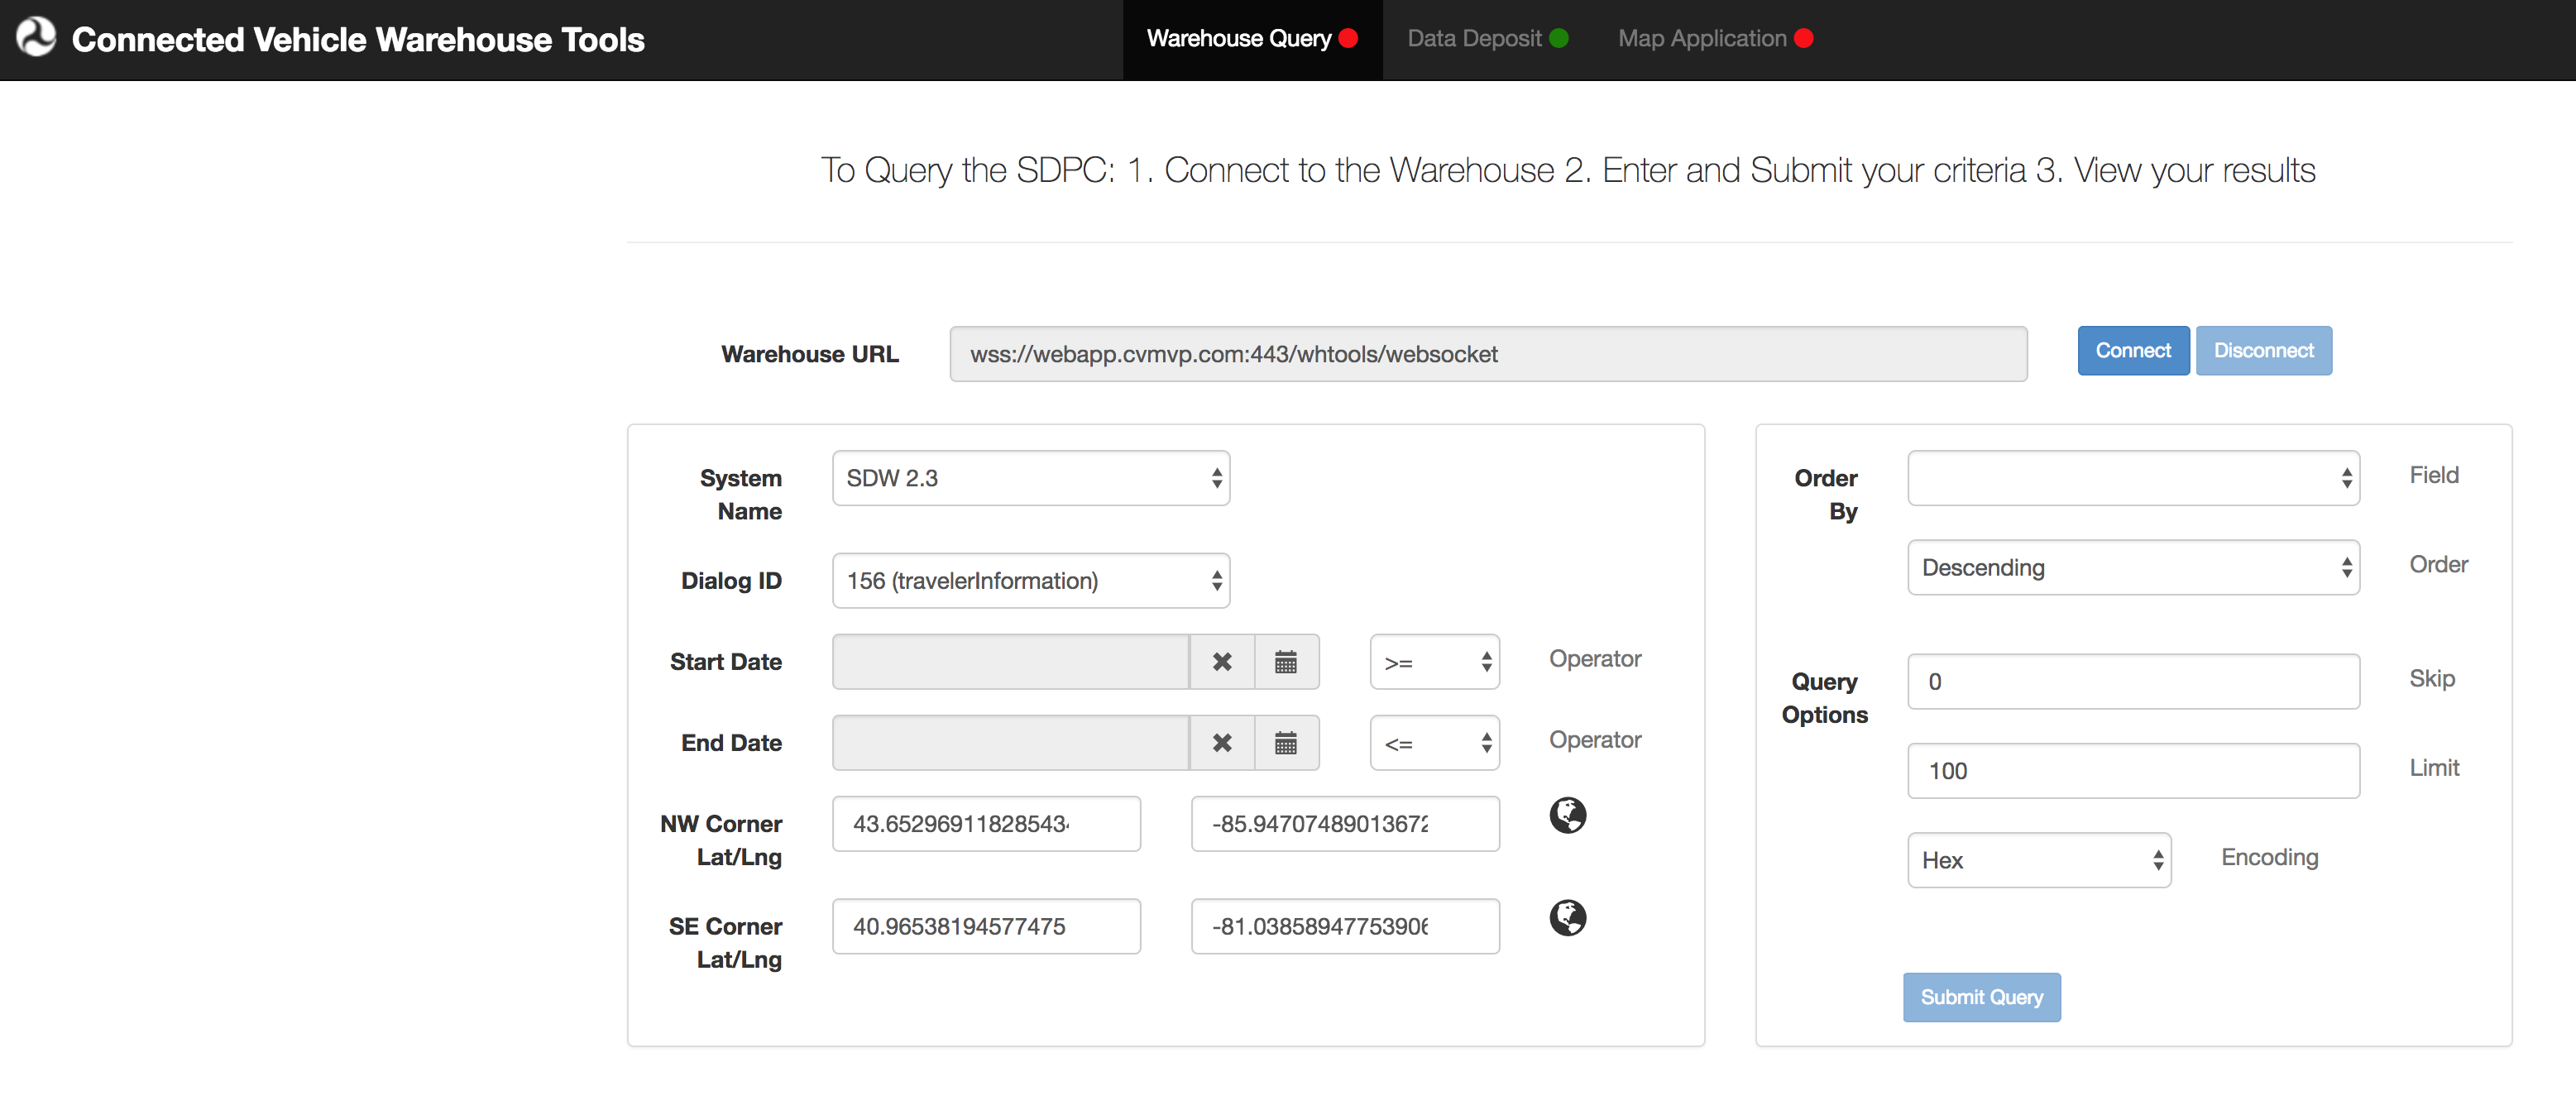 Connected Vehicle Warehouse Tools
Warehouse Query
Data Deposit
Map Application
To Query the SDPC: 1. Connect to the Warehouse 2. Enter and Submit your criteria 3. View your results
Warehouse URL
wss://webapp.cvmvp.com:443/whtools/websocket
Connect
Disconnect
System
Name
SDW 2.3
Dialog ID
156 (travelerInformation)
Start Date
>=
Operator
End Date
<=
Operator
NW Corner
Lat/Lng
43.6529691182854
-85.9470748901367
SE Corner
Lat/Lng
40.96538194577475
-81.0385894775390
Order
By
Field
Descending
Order
Query
Options
0
Skip
100
Limit
Hex
Encoding
Submit Query